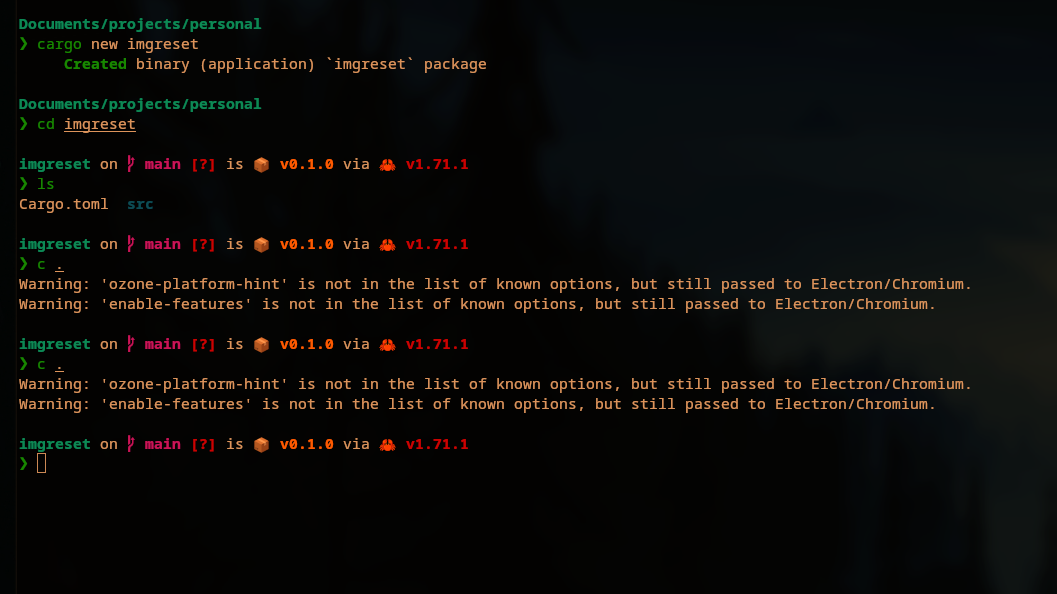 Documents/projects/personal
❯ cargo new imgreset
Created binary (application) `imgreset` package
Documents/projects/personal
❯ cd imgreset
imgreset on ᚠ main [?] is 📦 v0.1.0 via 🦀 v1.71.1
❯ ls
Cargo.toml  src
imgreset on ᚠ main [?] is 📦 v0.1.0 via 🦀 v1.71.1
❯ c .
Warning: 'ozone-platform-hint' is not in the list of known options, but still passed to Electron/Chromium.
Warning: 'enable-features' is not in the list of known options, but still passed to Electron/Chromium.
imgreset on ᚠ main [?] is 📦 v0.1.0 via 🦀 v1.71.1
❯ c .
Warning: 'ozone-platform-hint' is not in the list of known options, but still passed to Electron/Chromium.
Warning: 'enable-features' is not in the list of known options, but still passed to Electron/Chromium.
imgreset on ᚠ main [?] is 📦 v0.1.0 via 🦀 v1.71.1
❯